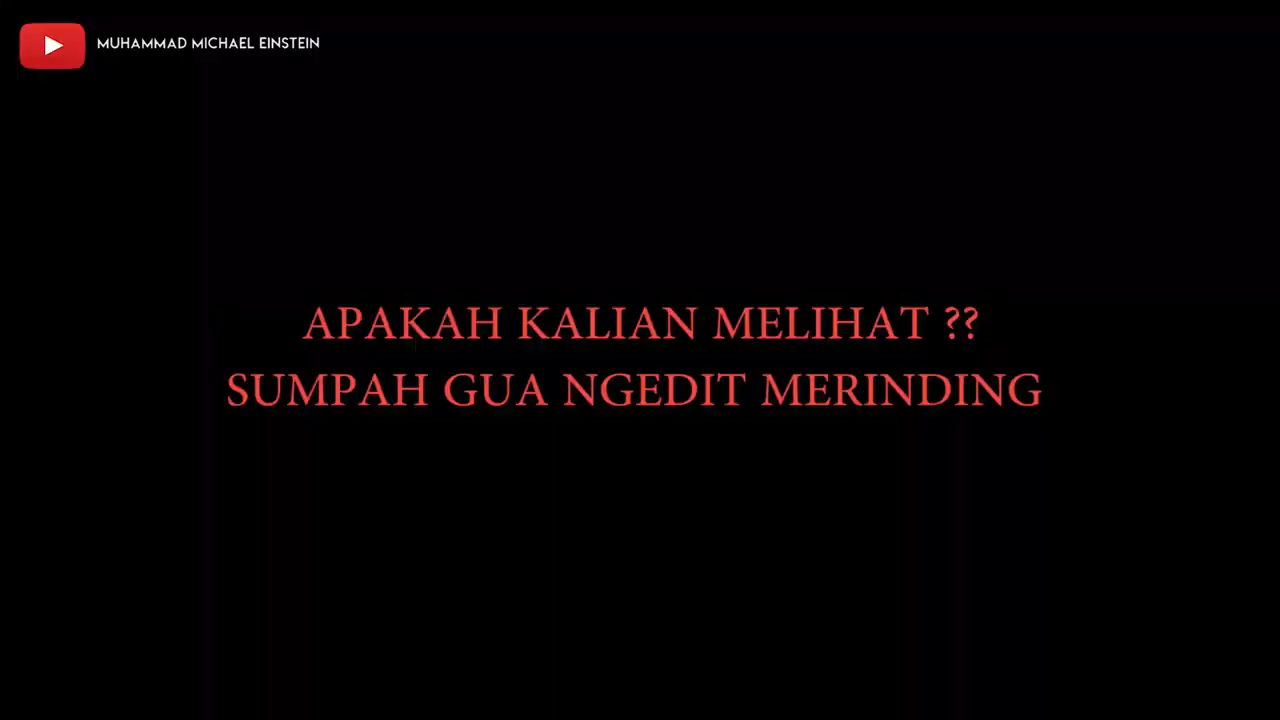 MUHAMMAD MICHAEL EINSTEIN
APAKAH KALIAN MELIHAT ??
SUMPAH GUA NGEDIT MERINDING